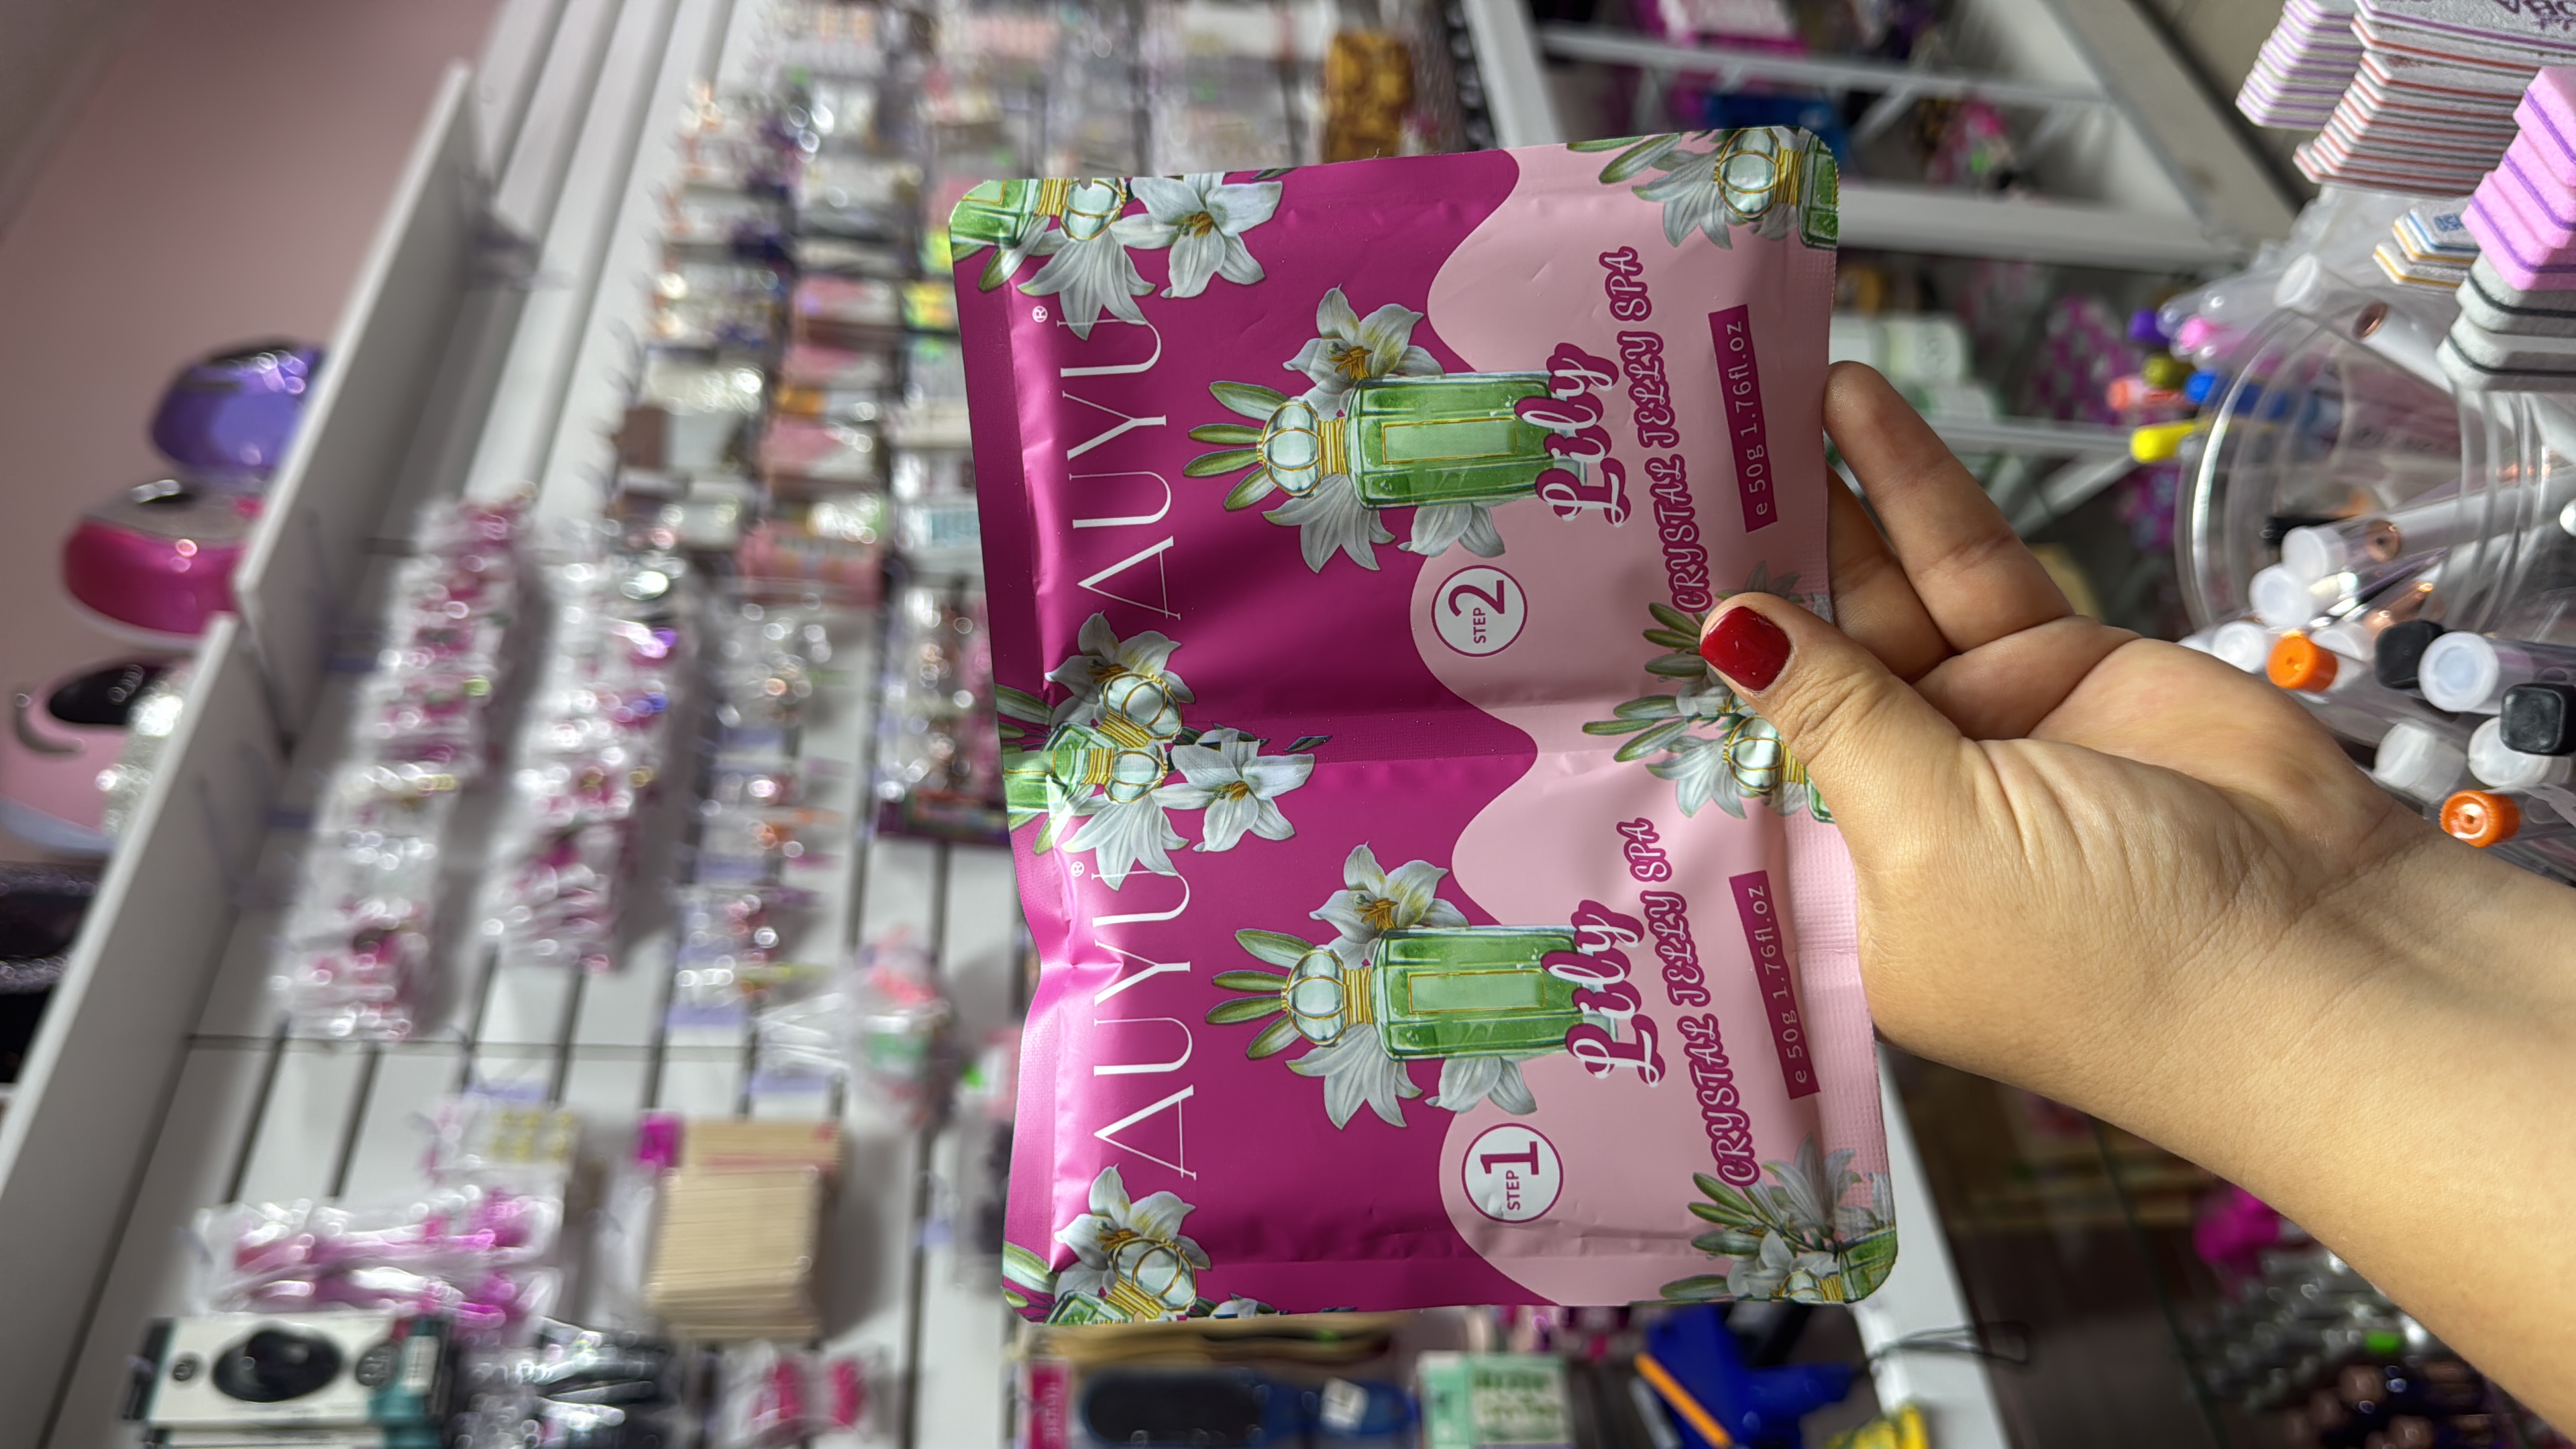 AUYU®
STEP 1
Lily
CRYSTAL JELLY SPA
e 50g 1.76fl.oz
AUYU®
STEP 2
Lily
CRYSTAL JELLY SPA
e 50g 1.76fl.oz